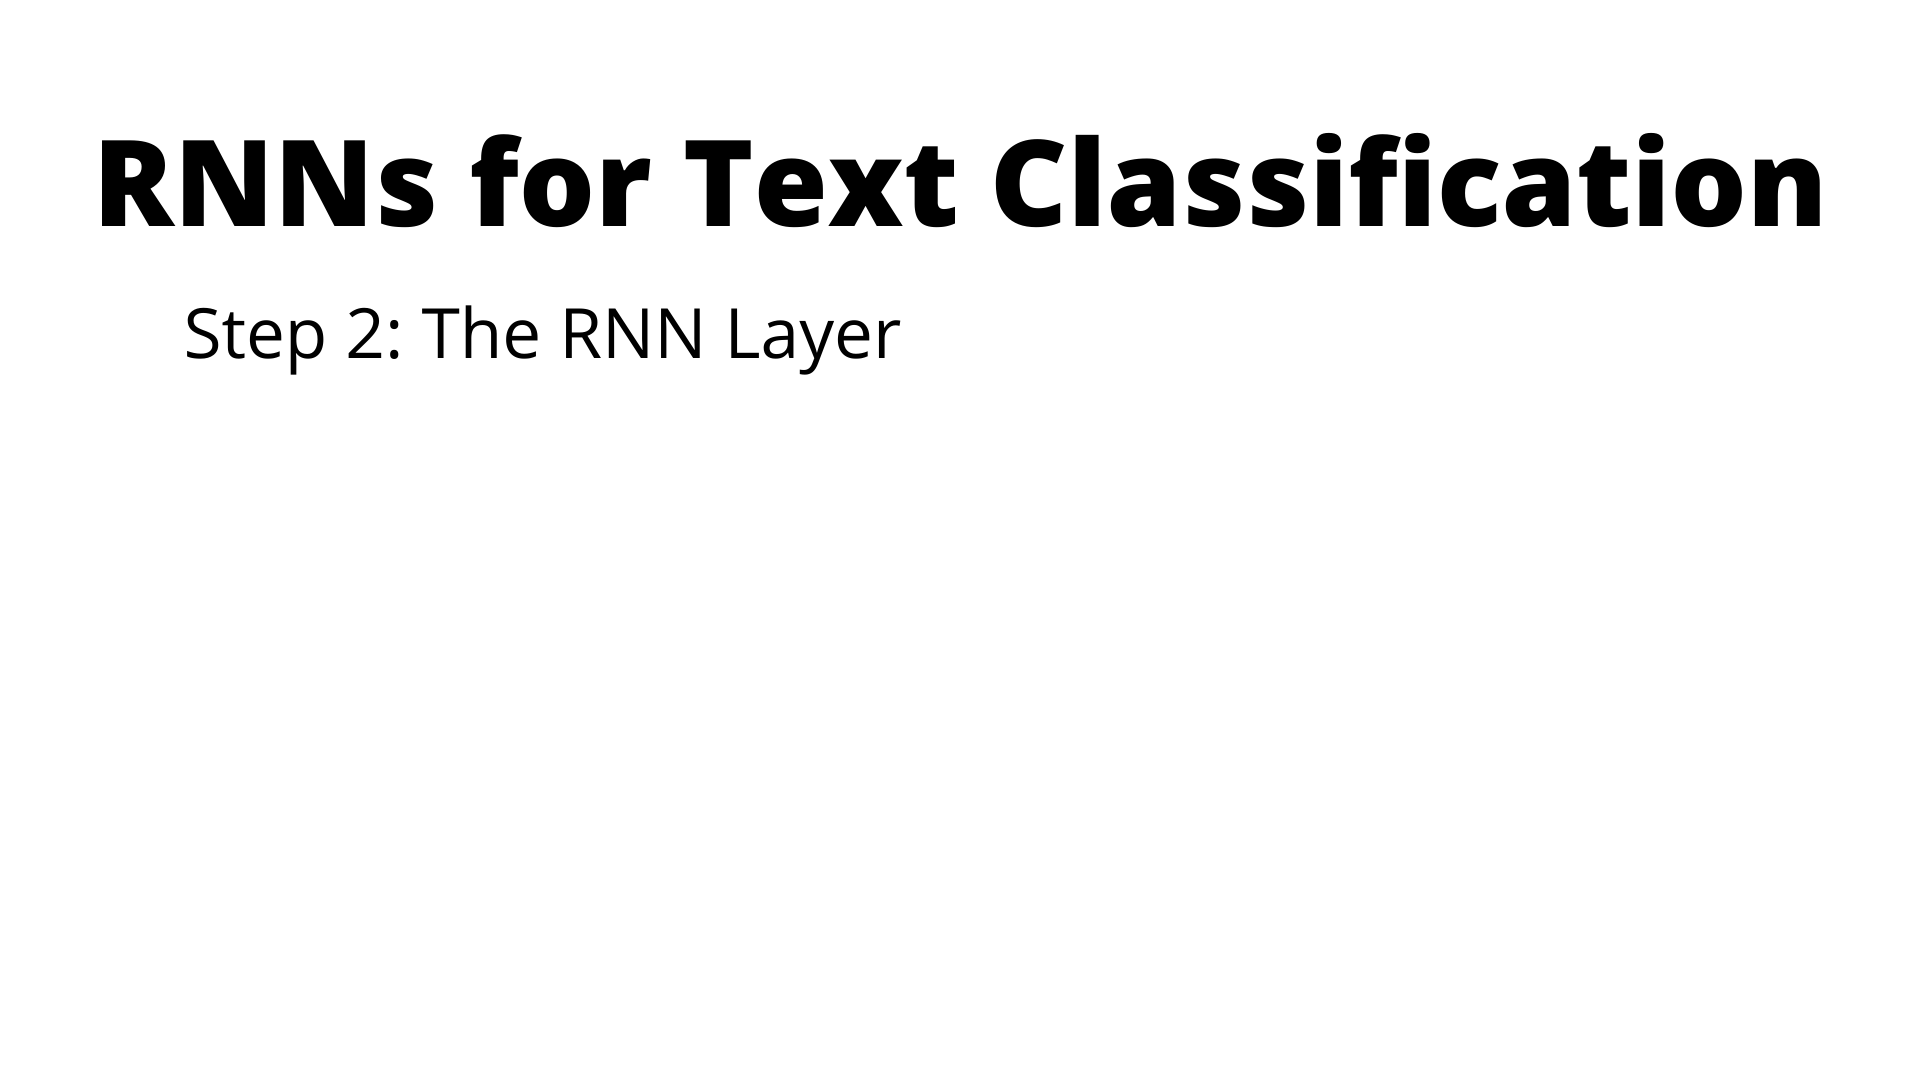 RNNs for Text Classification
Step 2: The RNN Layer